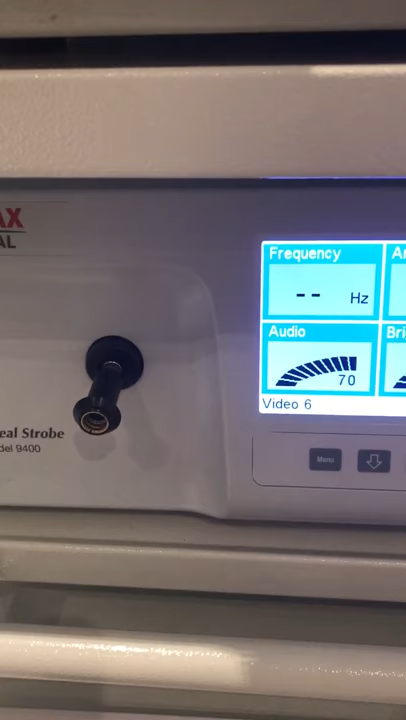 AX
AL
Frequency
-- Hz
Audio
70
Video 6
eal Strobe
del 9400
Menu